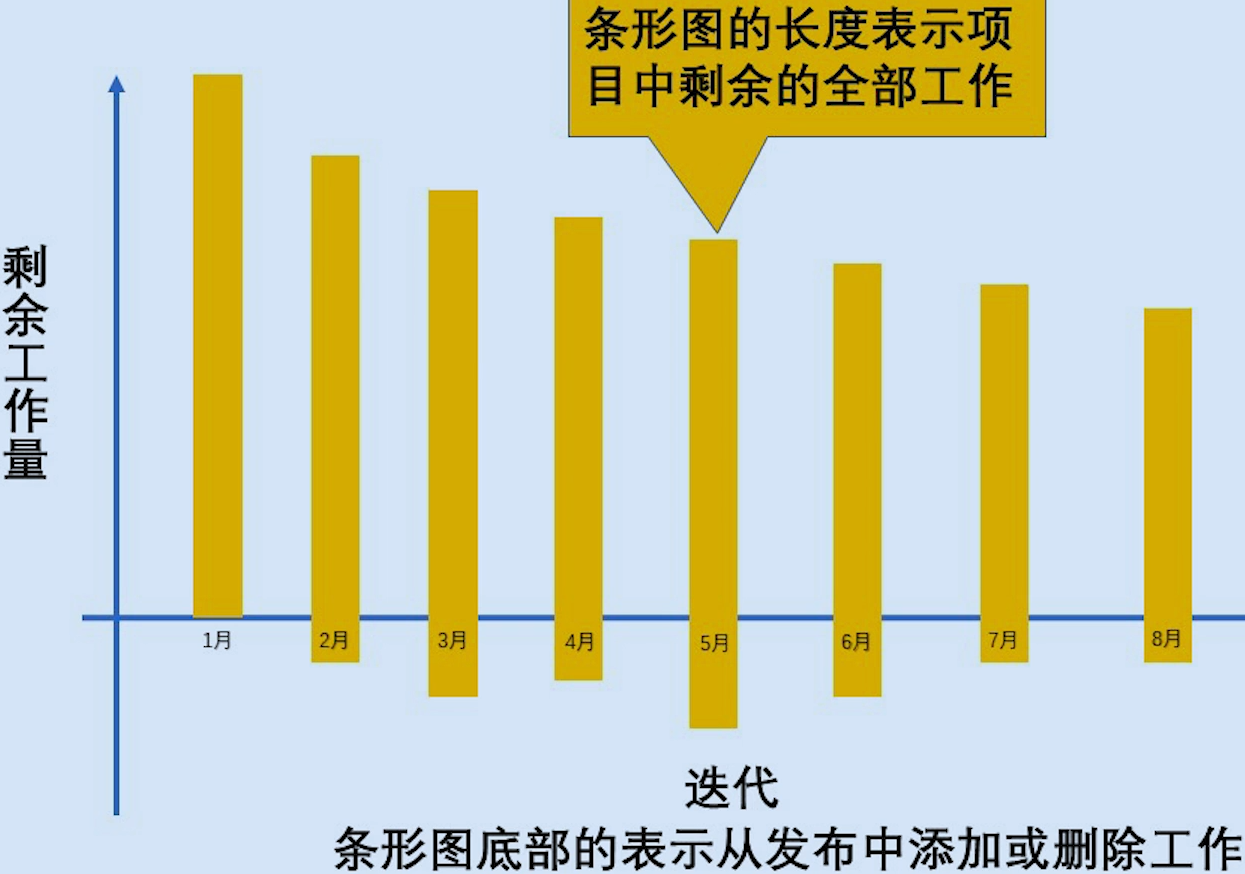 条形图的长度表示项
目中剩余的全部工作
剩余工作量
1月
2月
3月
4月
5月
6月
7月
8月
迭代
条形图底部的表示从发布中添加或删除工作